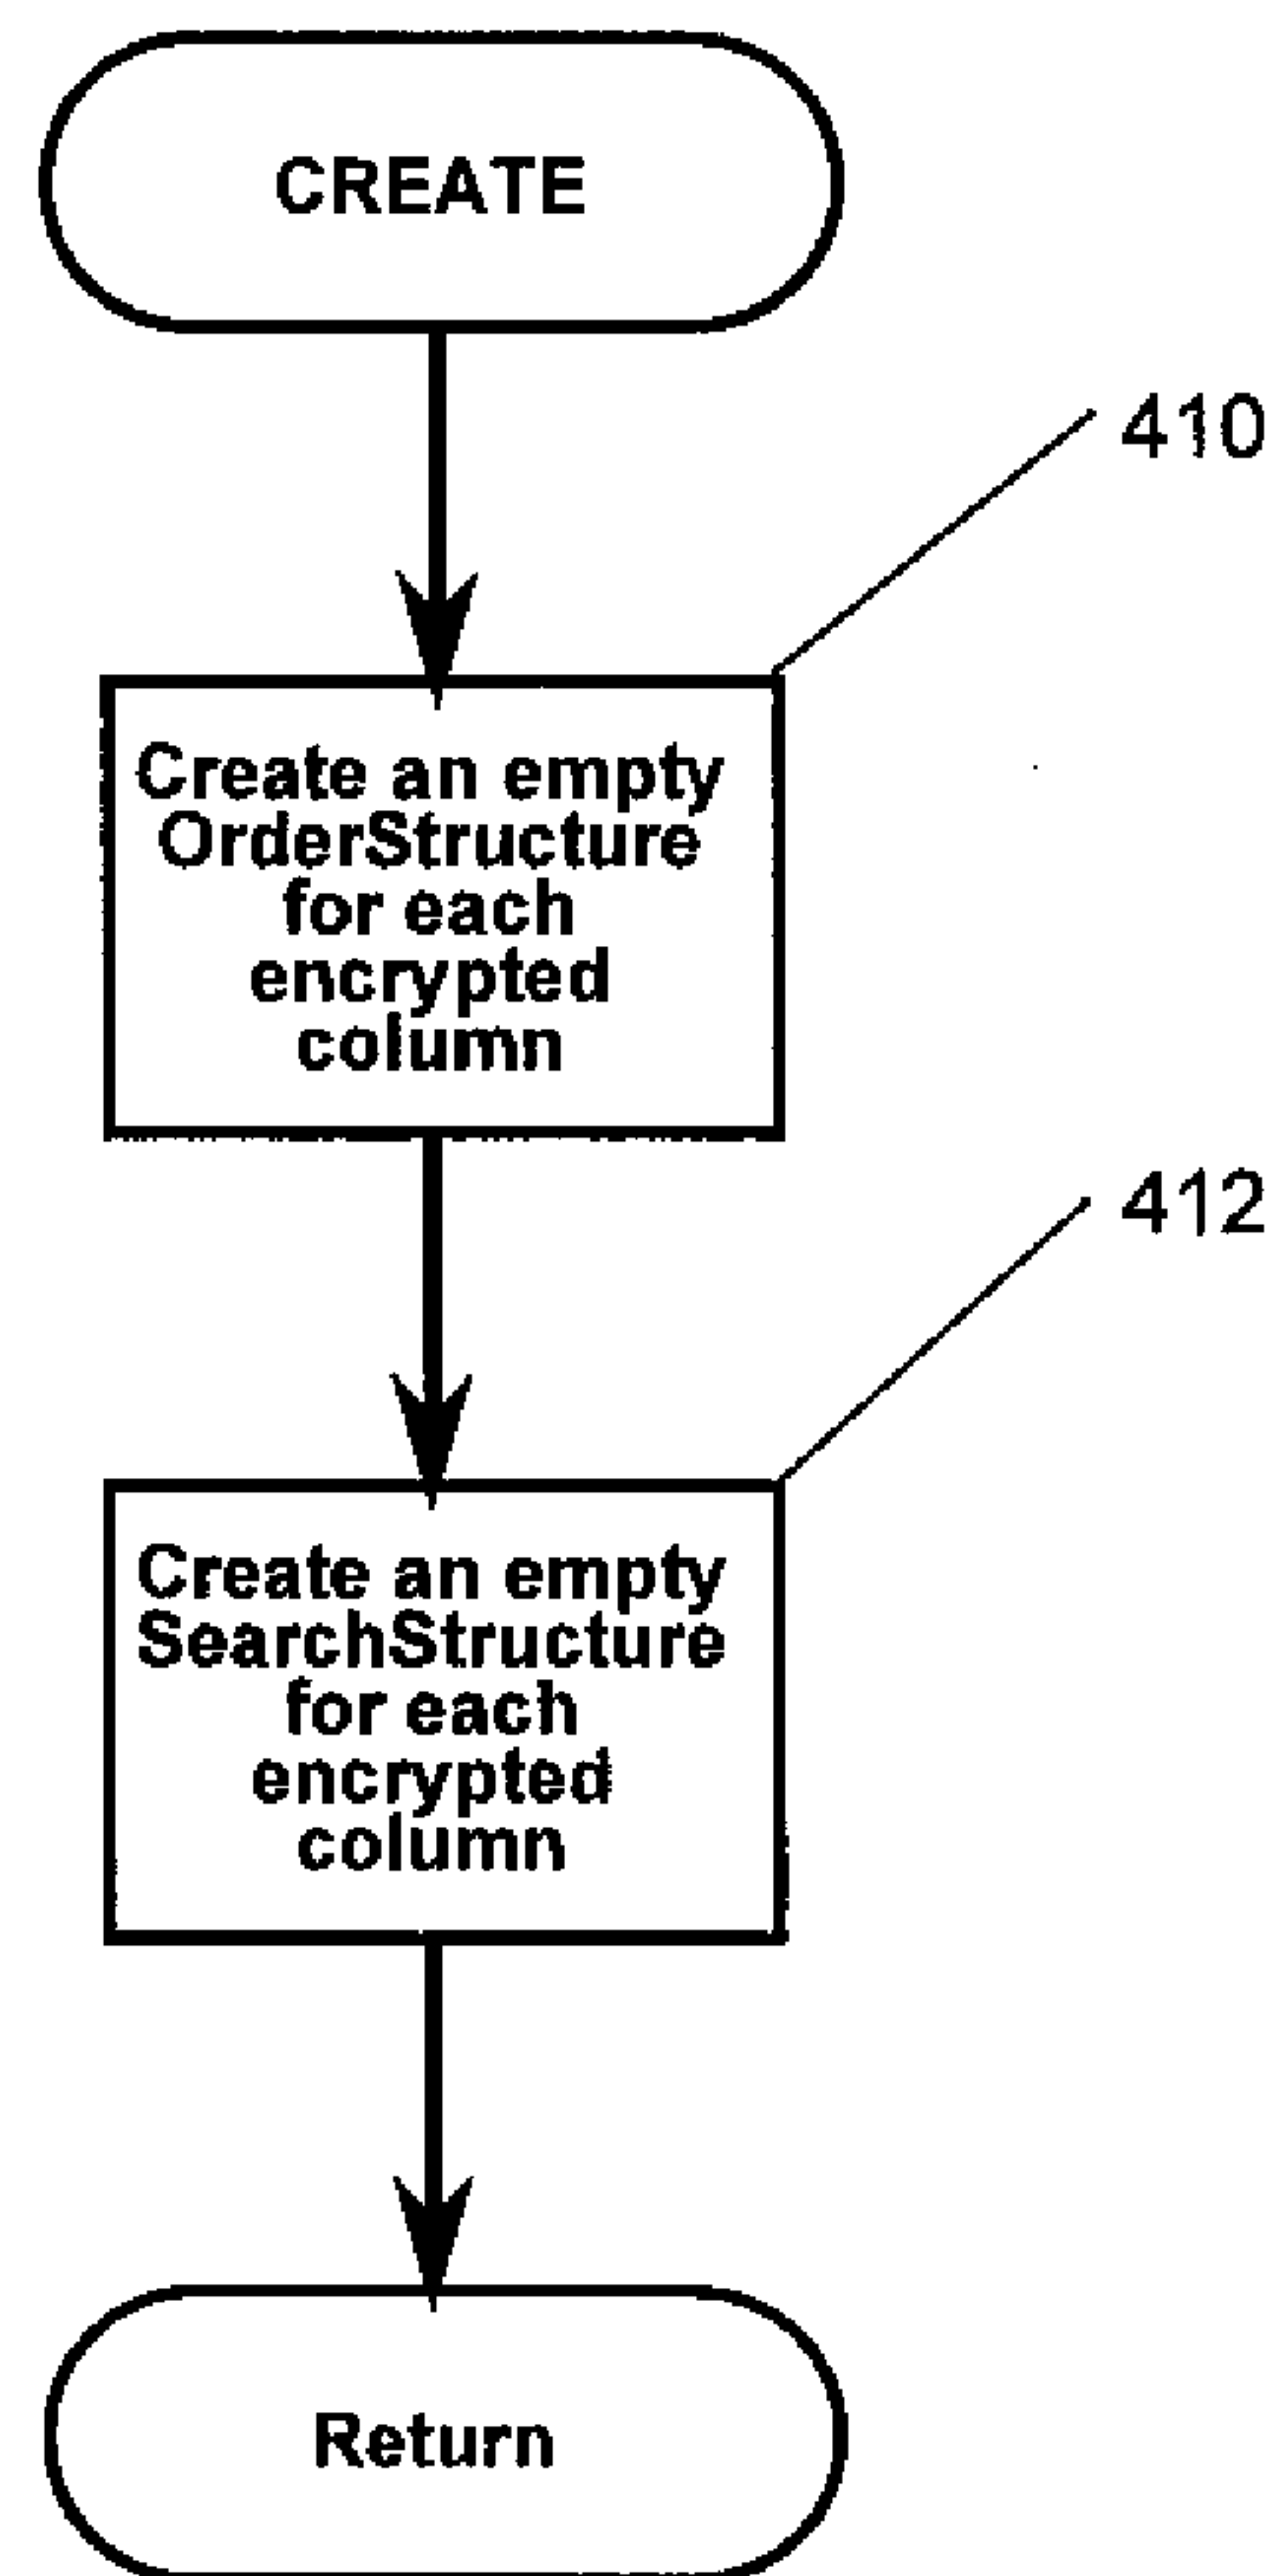 CREATE
410
Create an empty
OrderStructure
for each
encrypted
column
412
Create an empty
SearchStructure
for each
encrypted
column
Return